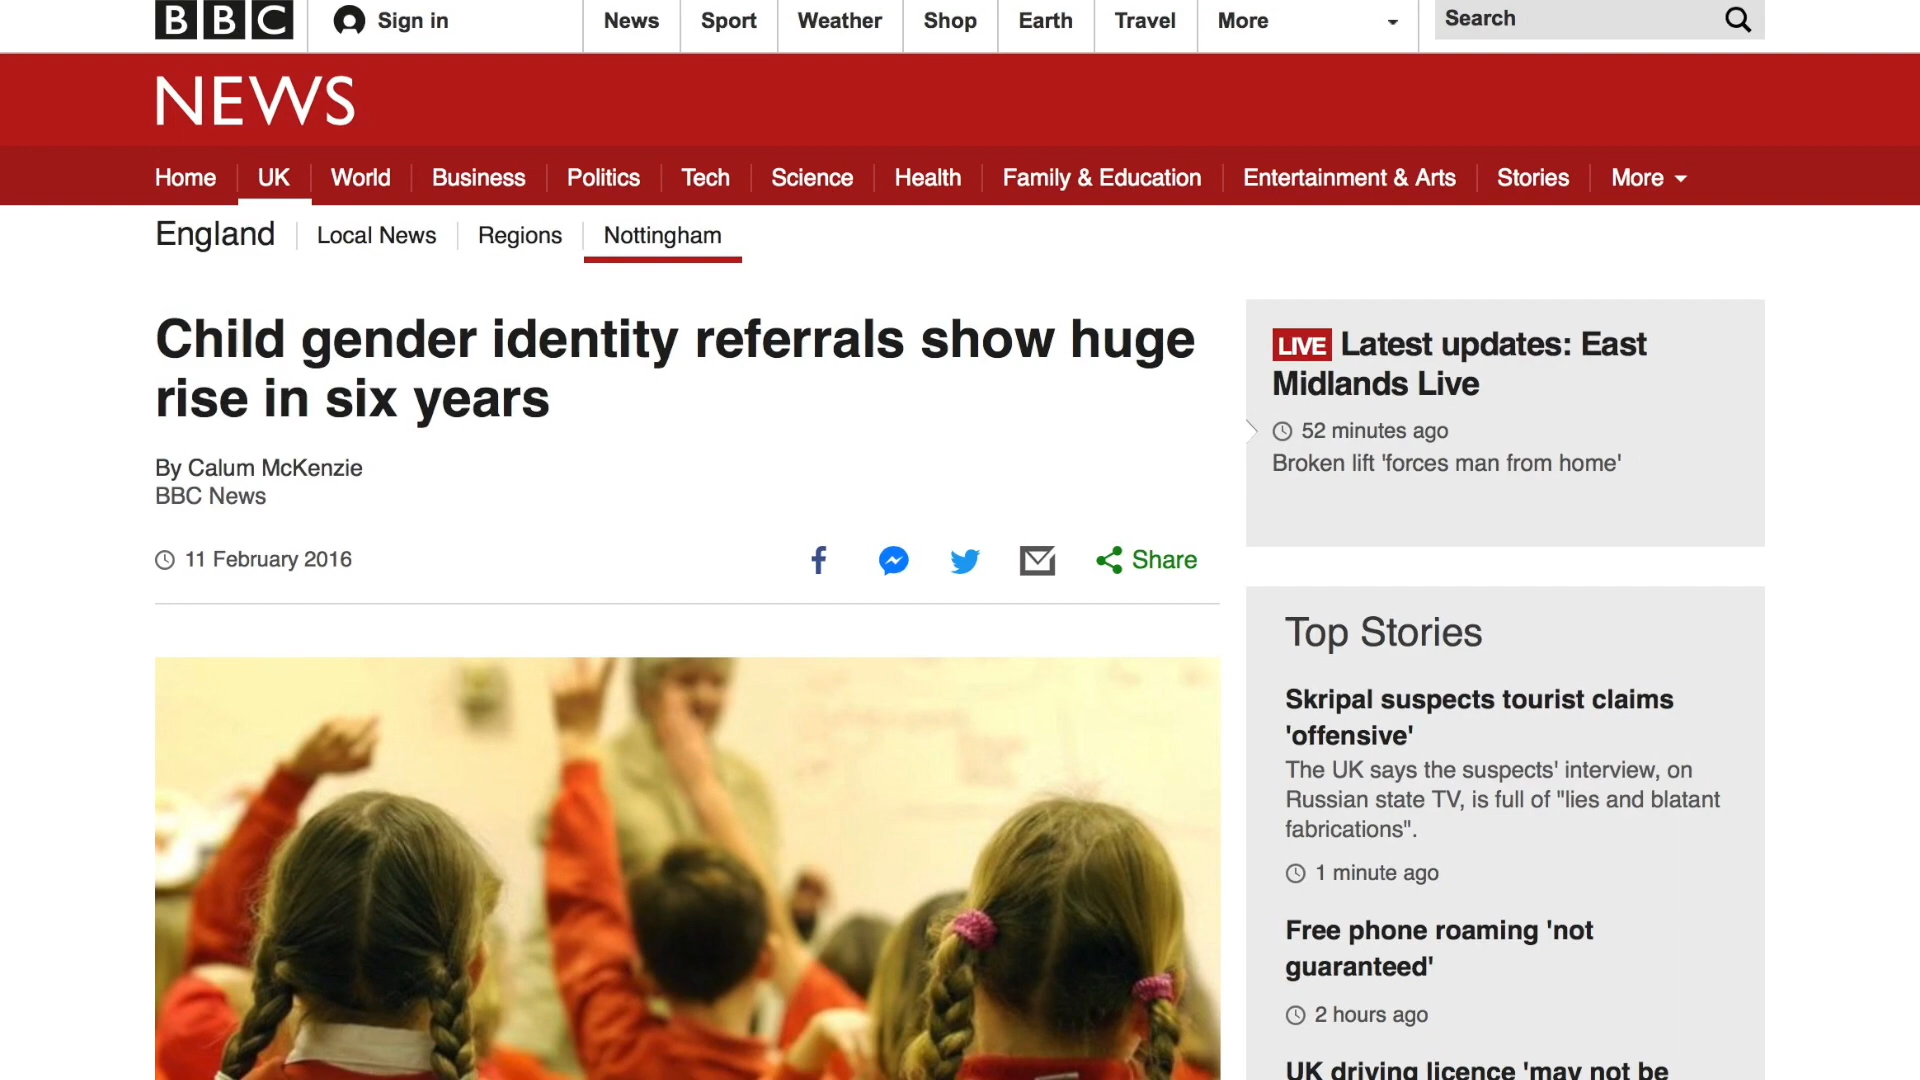 BBC
Sign in
News
Sport
Weather
Shop
Earth
Travel
More
Search
NEWS
Home
UK
World
Business
Politics
Tech
Science
Health
Family & Education
Entertainment & Arts
Stories
More
England
Local News
Regions
Nottingham
Child gender identity referrals show huge
rise in six years
By Calum McKenzie
BBC News
11 February 2016
Share
LIVE Latest updates: East
Midlands Live
52 minutes ago
Broken lift 'forces man from home'
Top Stories
Skripal suspects tourist claims
'offensive'
The UK says the suspects' interview, on
Russian state TV, is full of "lies and blatant
fabrications".
1 minute ago
Free phone roaming 'not
guaranteed'
2 hours ago
UK driving licence 'may not be